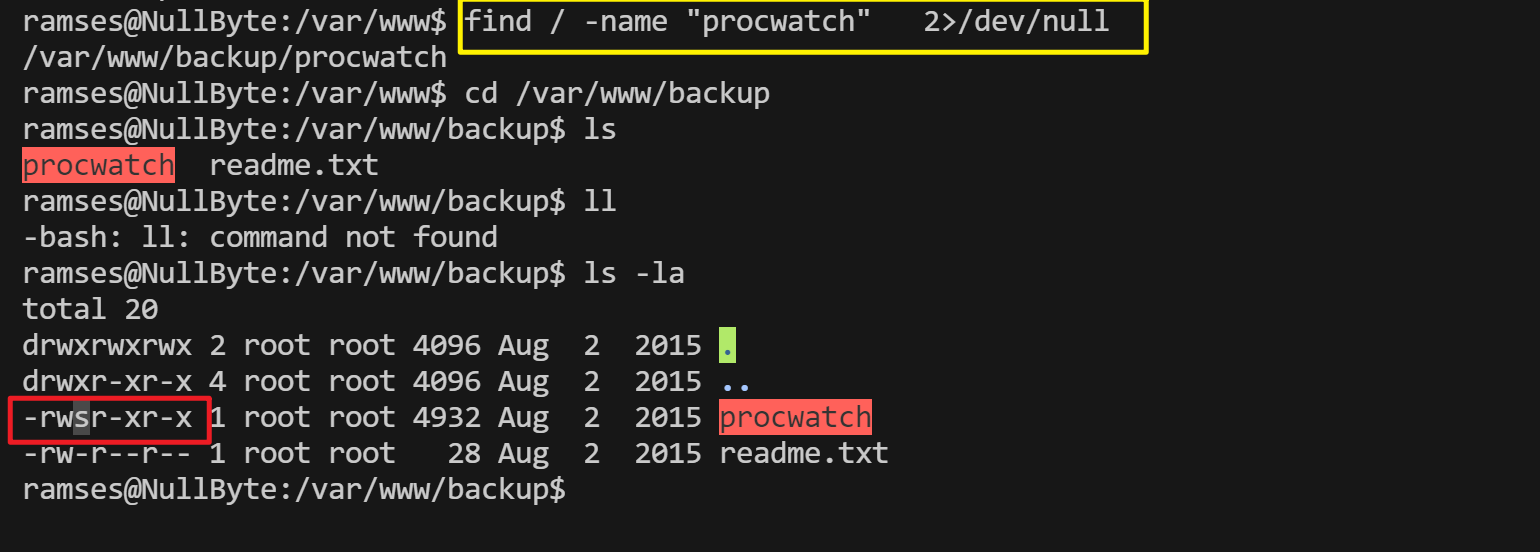 ramses@NullByte:/var/www$ find / -name "procwatch"   2>/dev/null
/var/www/backup/procwatch
ramses@NullByte:/var/www$ cd /var/www/backup
ramses@NullByte:/var/www/backup$ ls
procwatch  readme.txt
ramses@NullByte:/var/www/backup$ ll
-bash: ll: command not found
ramses@NullByte:/var/www/backup$ ls -la
total 20
drwxrwxrwx 2 root root 4096 Aug  2  2015 .
drwxr-xr-x 4 root root 4096 Aug  2  2015 ..
-rwsr-xr-x 1 root root 4932 Aug  2  2015 procwatch
-rw-r--r-- 1 root root   28 Aug  2  2015 readme.txt
ramses@NullByte:/var/www/backup$